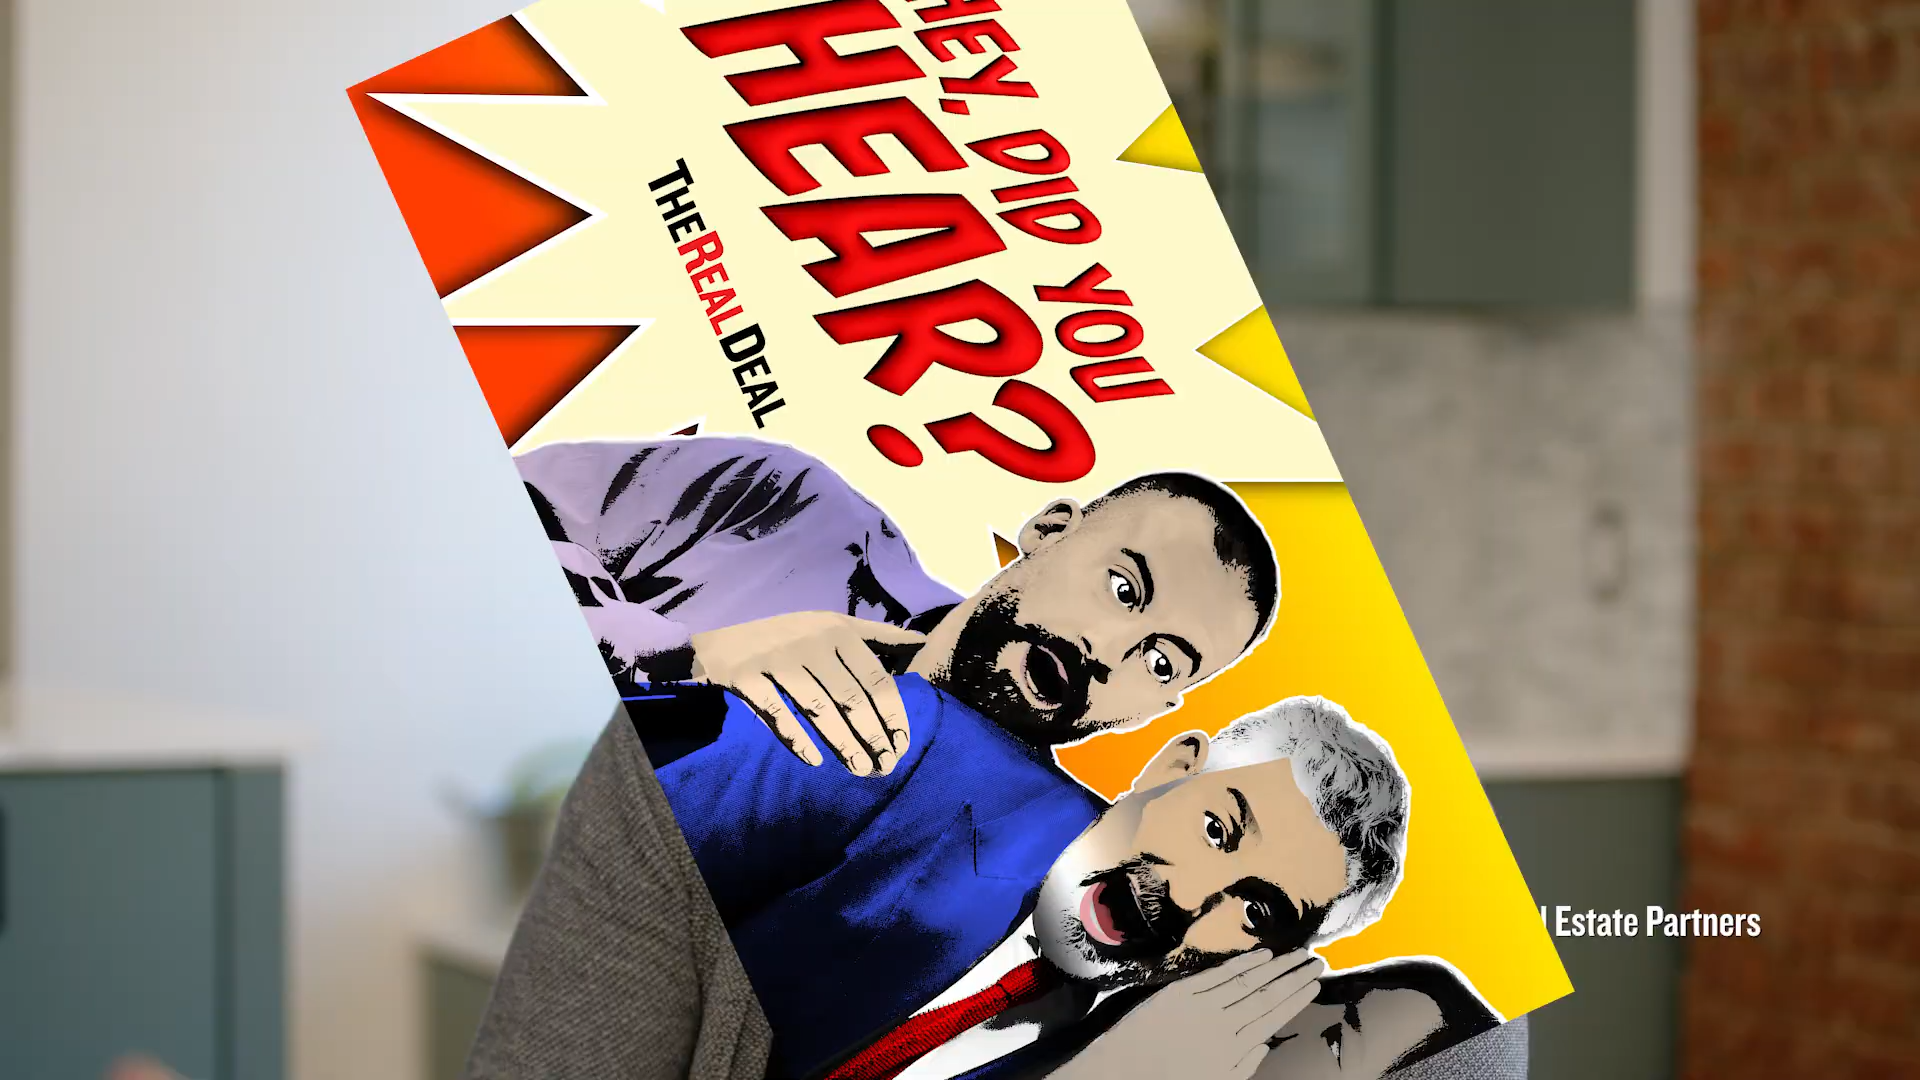 HEY, DID YOU
HEAR?
THE REAL DEAL
Estate Partners